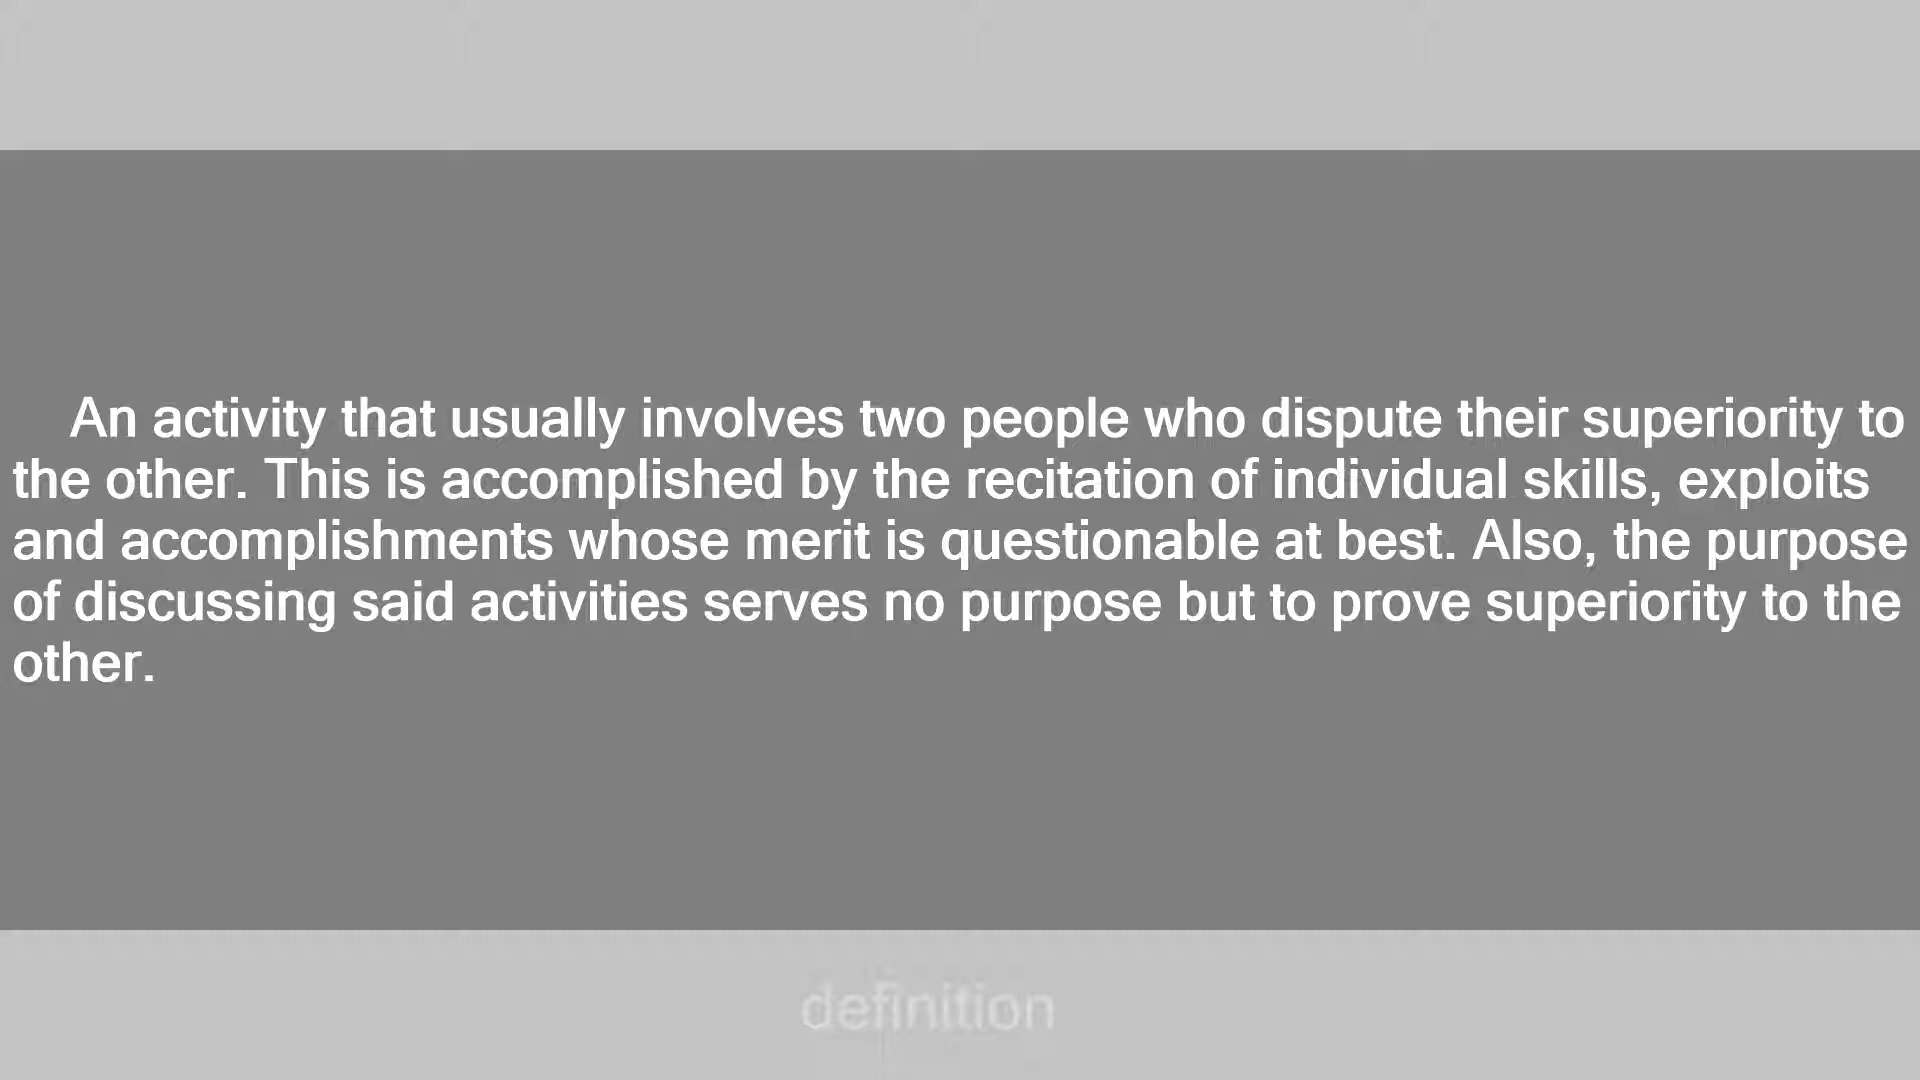 An activity that usually involves two people who dispute their superiority to
the other. This is accomplished by the recitation of individual skills, exploits
and accomplishments whose merit is questionable at best. Also, the purpose
of discussing said activities serves no purpose but to prove superiority to the
other.
definition